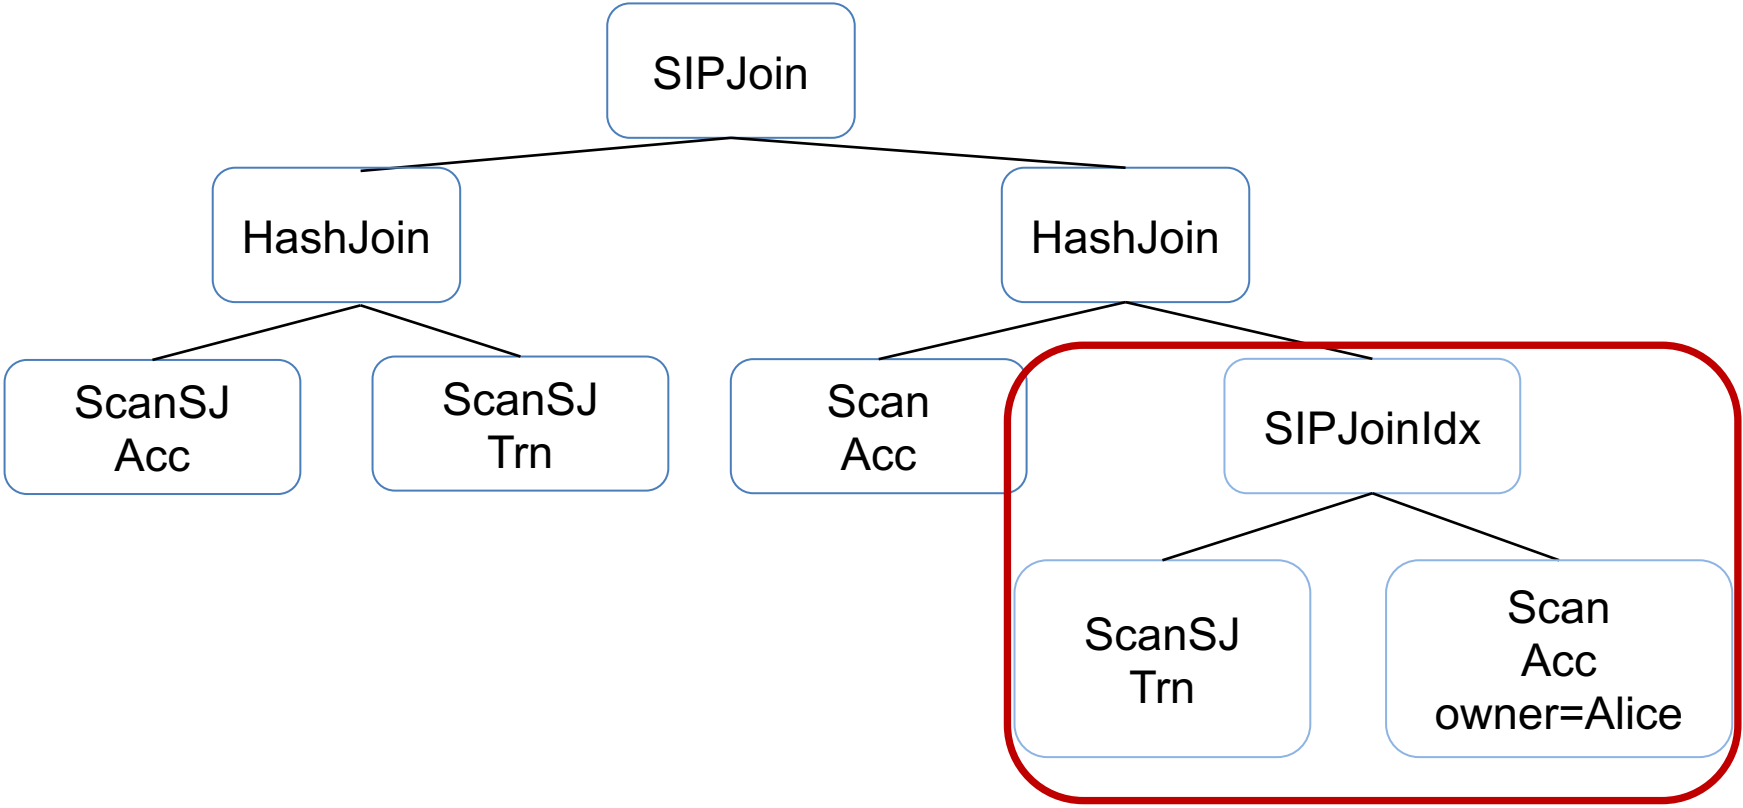 SIPJoin
HashJoin
HashJoin
ScanSJ
Acc
ScanSJ
Trn
Scan
Acc
SIPJoinIdx
ScanSJ
Trn
Scan
Acc
owner=Alice